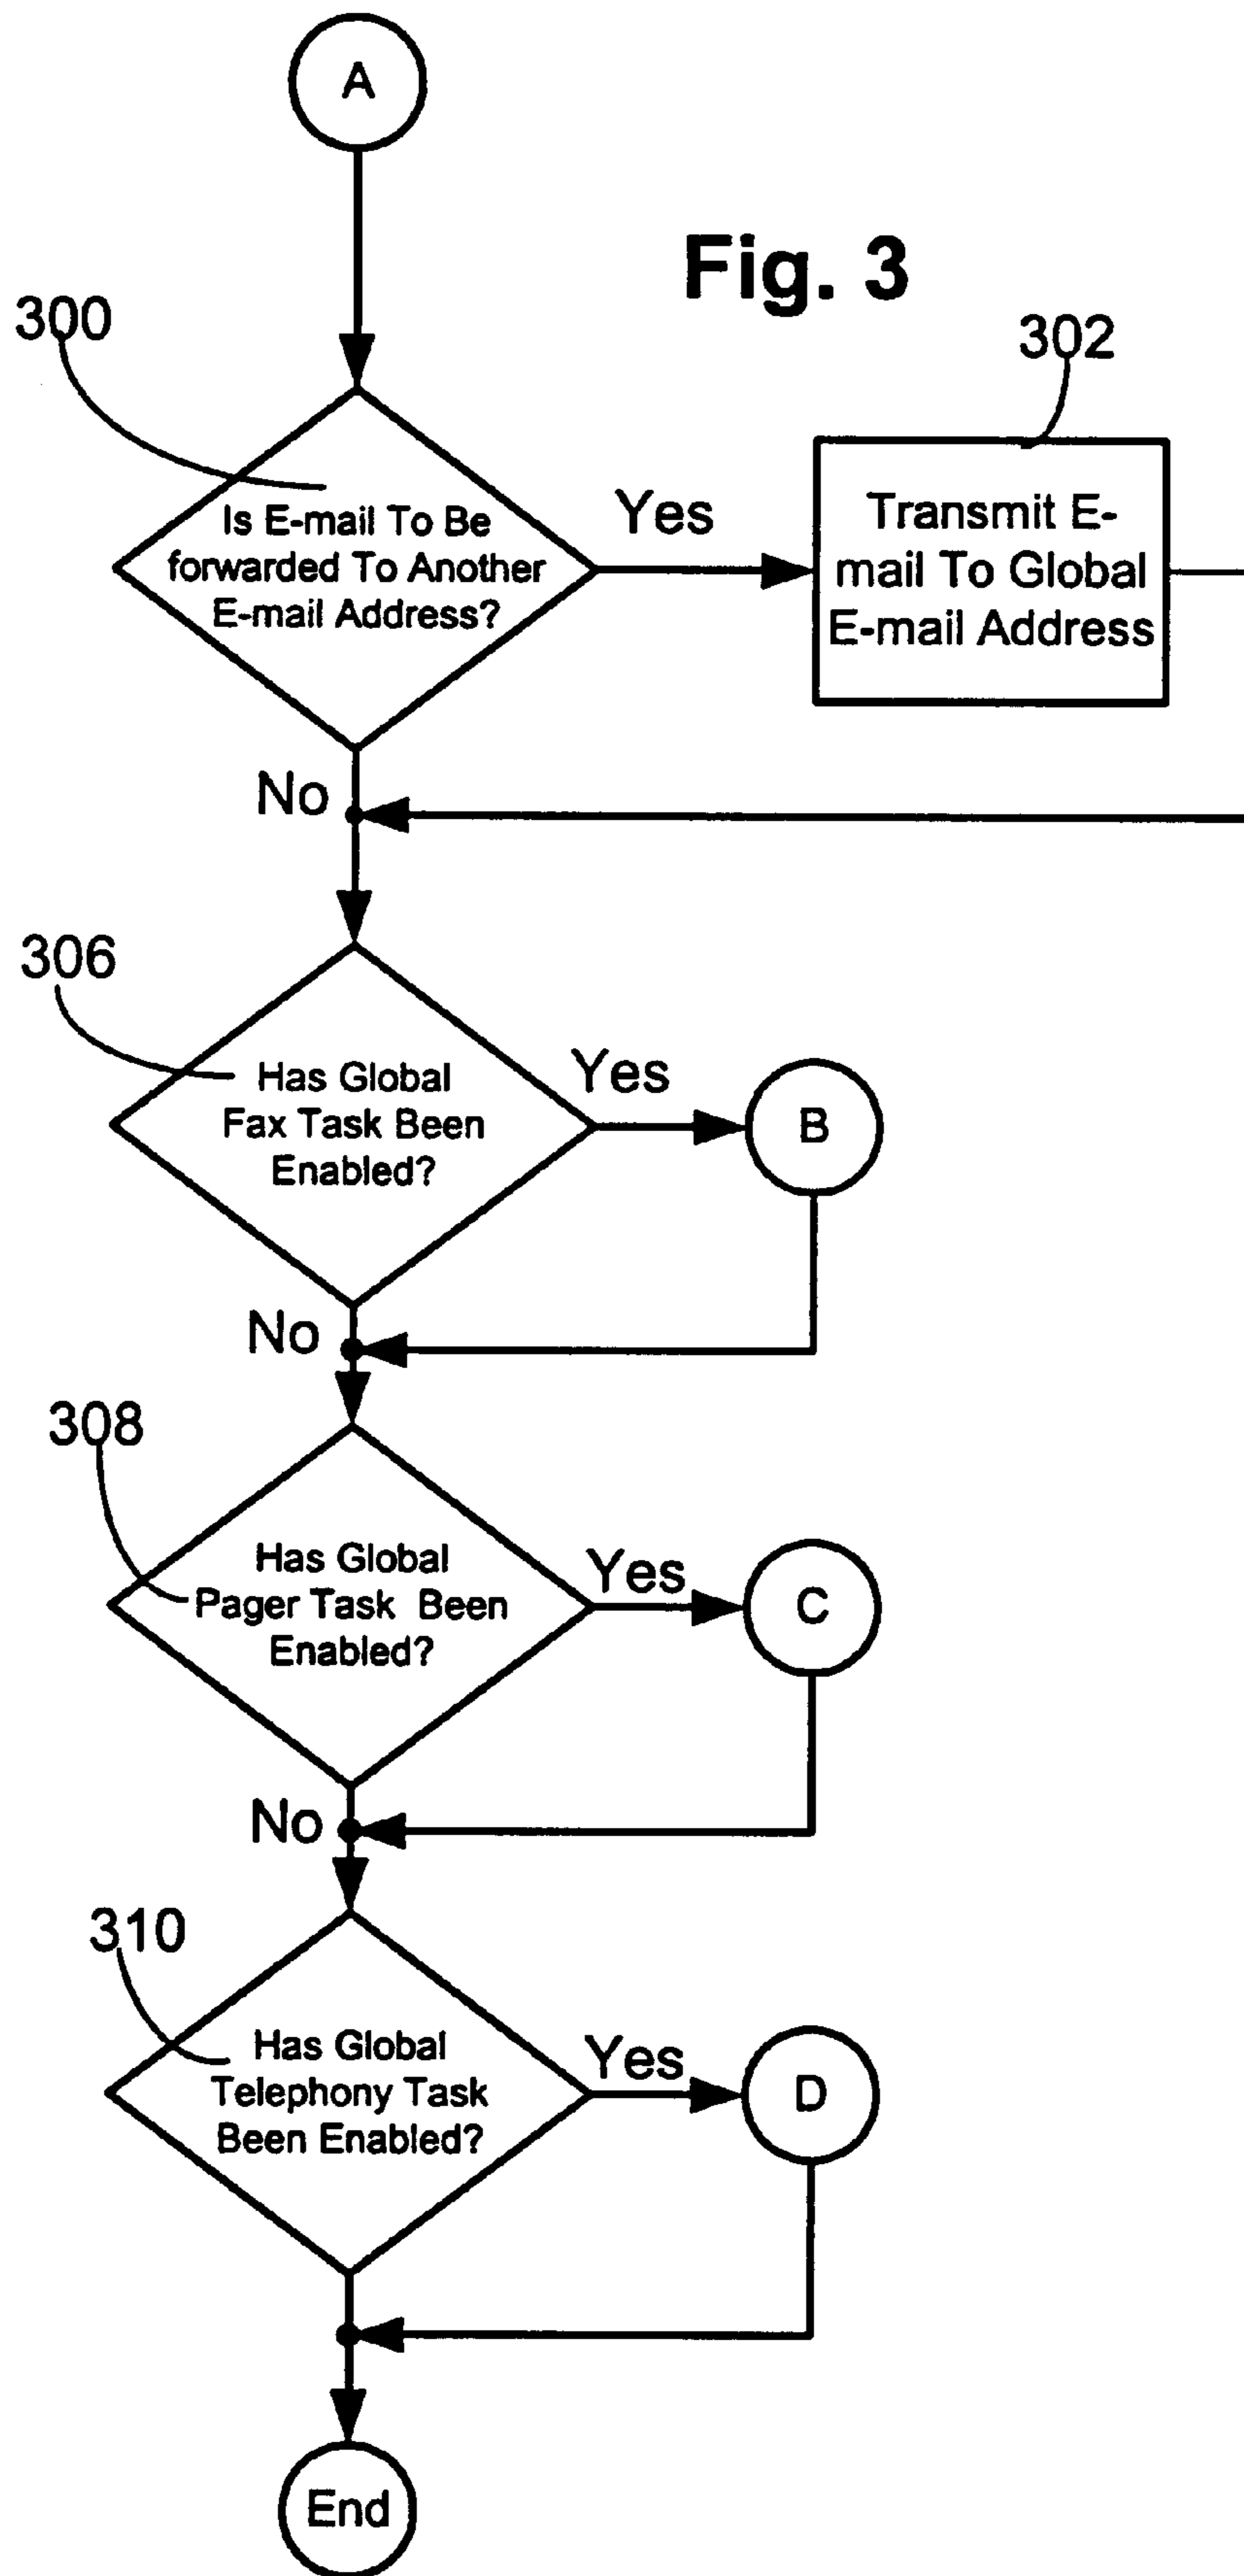 A
Fig. 3
300
302
Is E-mail To Be
forwarded To Another
E-mail Address?
Yes
Transmit E-
mail To Global
E-mail Address
No
306
Has Global
Fax Task Been
Enabled?
Yes
B
No
308
Has Global
Pager Task Been
Enabled?
Yes
C
No
310
Has Global
Telephony Task
Been Enabled?
Yes
D
End